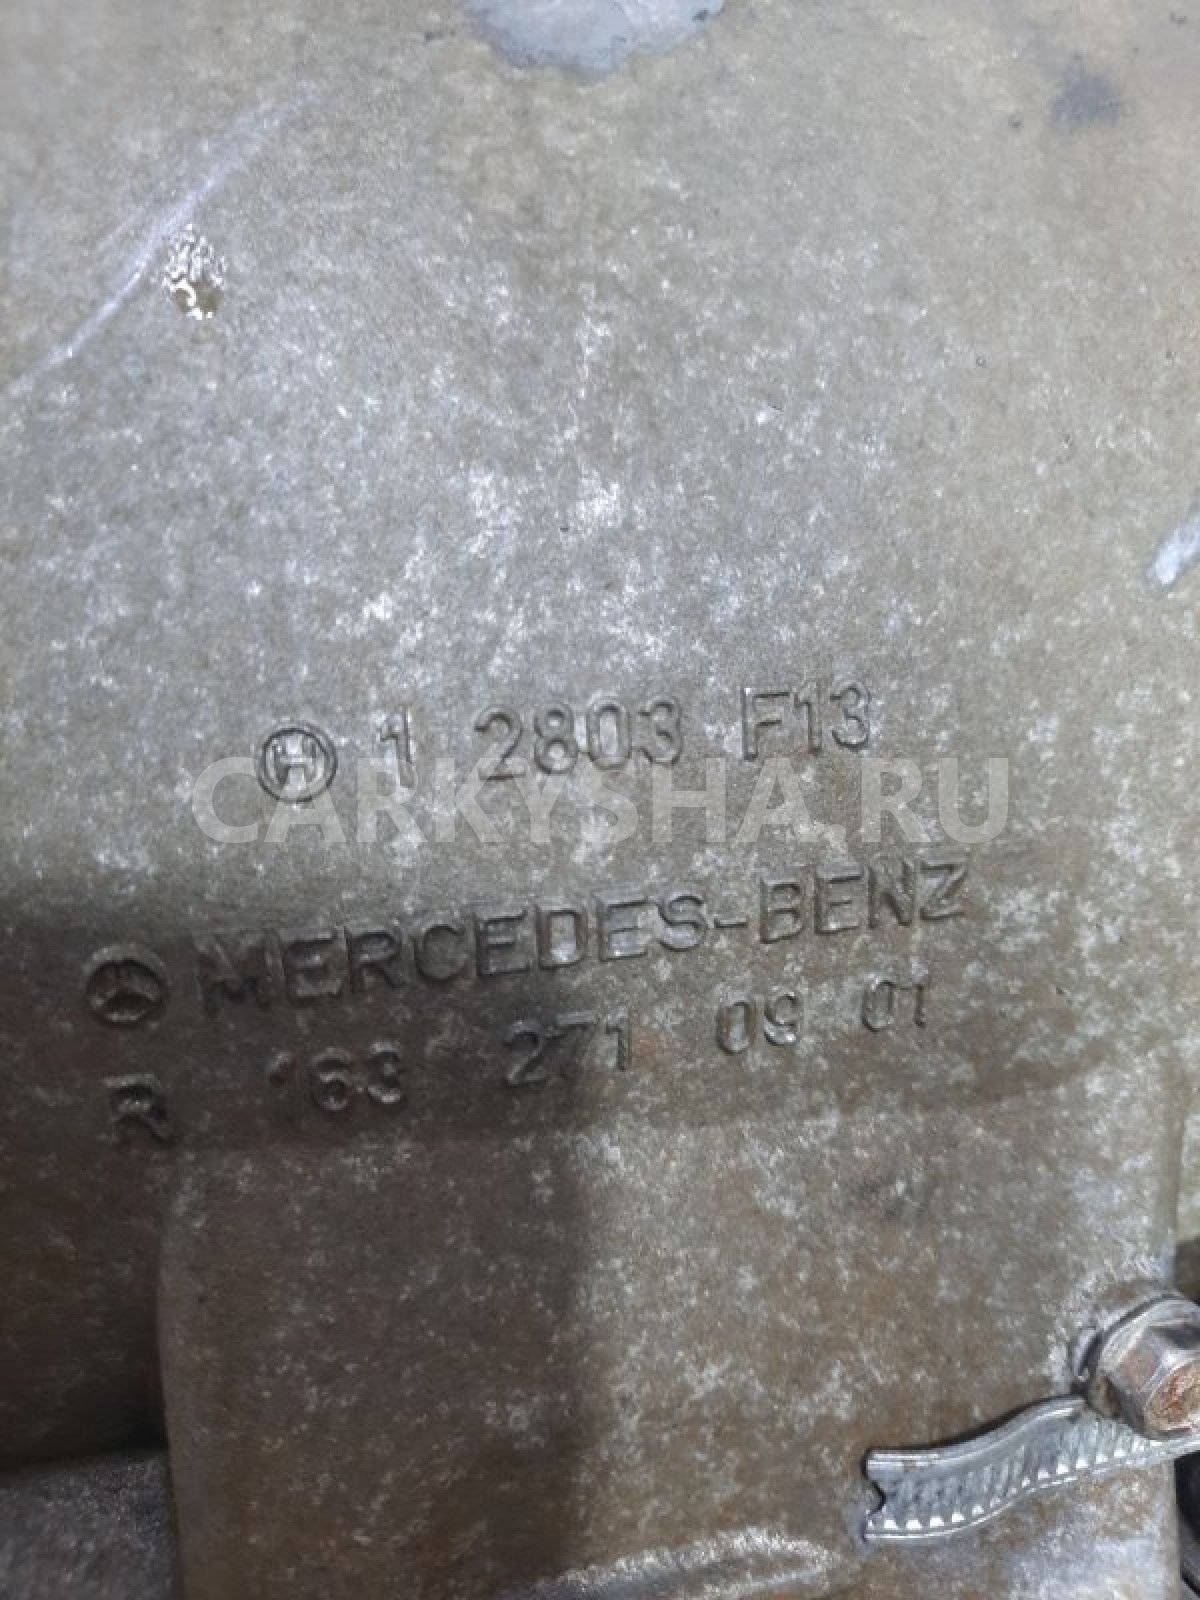 H 1 2803 F13
CARKYSHA.RU
MERCEDES-BENZ
R 163 271 09 01